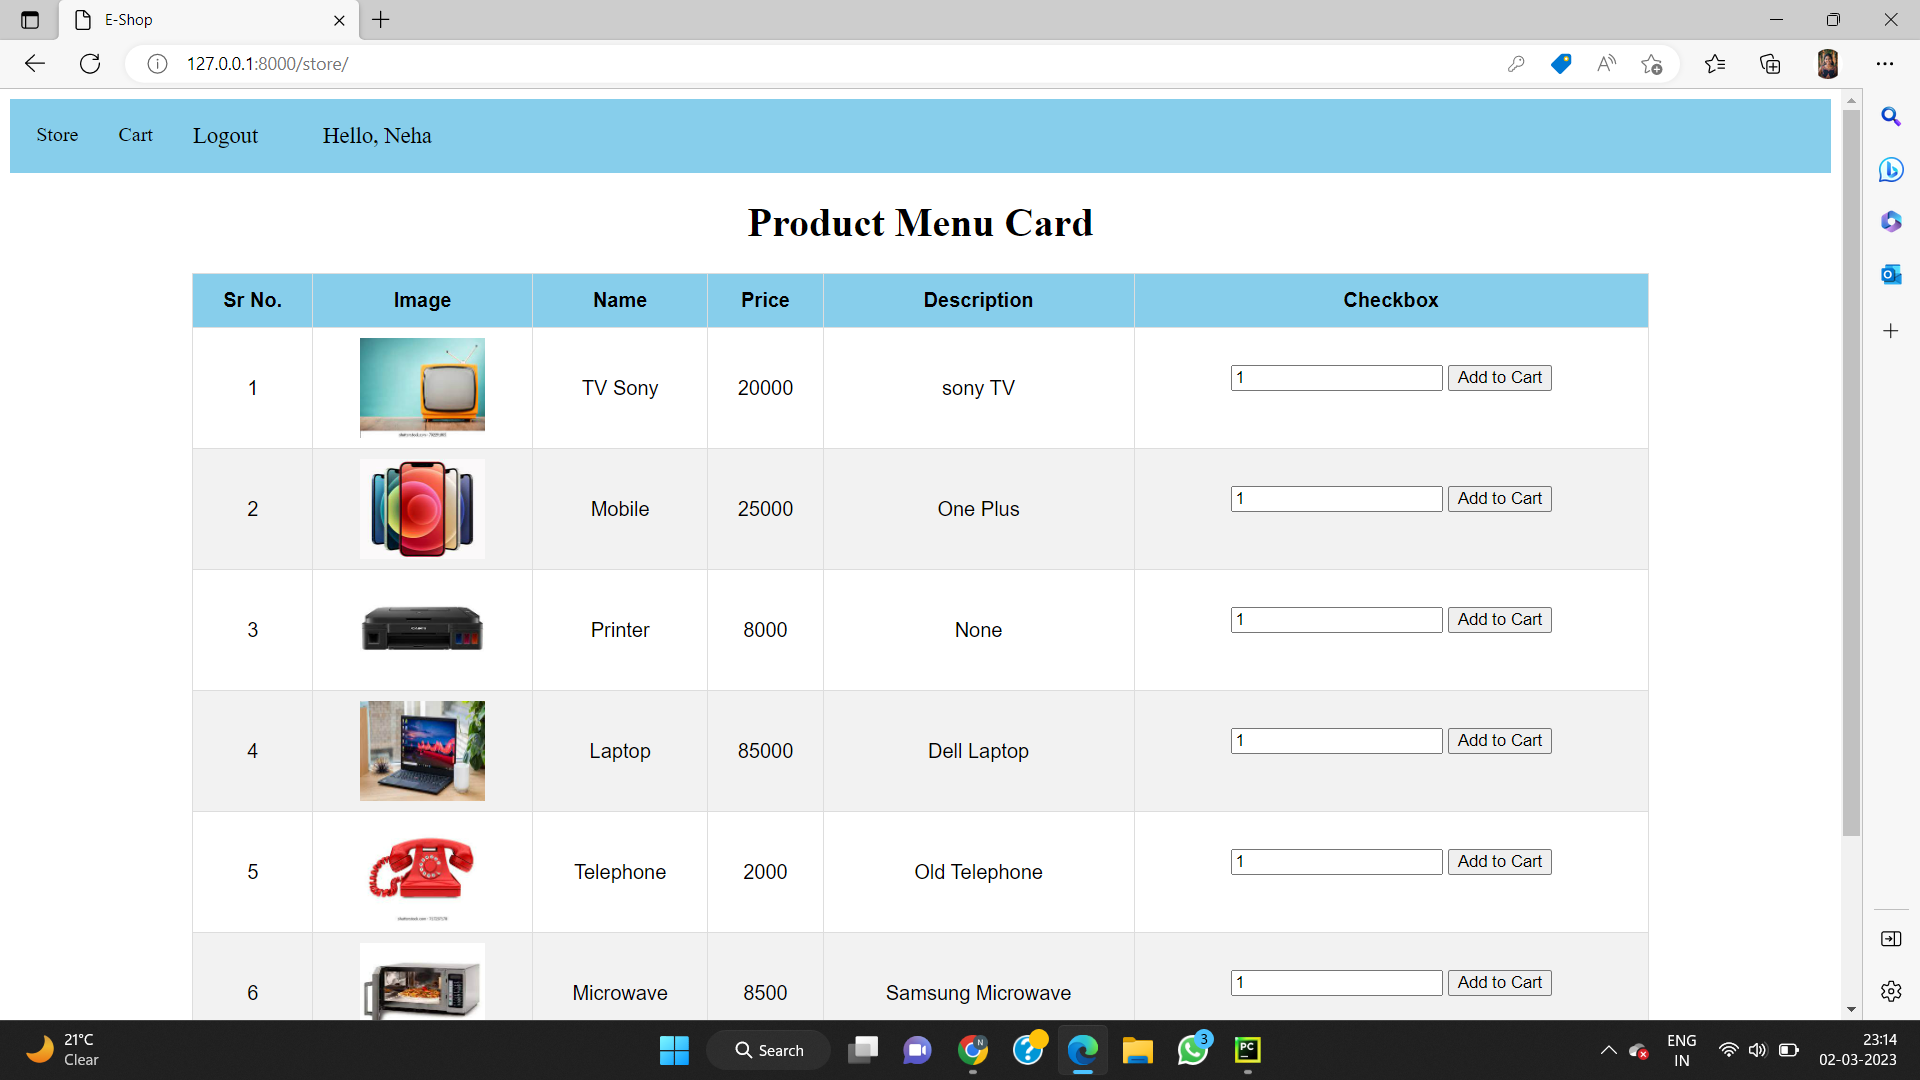 E-Shop
127.0.0.1:8000/store/
Store Cart Logout Hello, Neha
Product Menu Card
Sr No. Image Name Price Description Checkbox
1 TV Sony 20000 sony TV 1 Add to Cart
2 Mobile 25000 One Plus 1 Add to Cart
3 Printer 8000 None 1 Add to Cart
4 Laptop 85000 Dell Laptop 1 Add to Cart
5 Telephone 2000 Old Telephone 1 Add to Cart
6 Microwave 8500 Samsung Microwave 1 Add to Cart
21°C
Clear
Search
N
3
PC
ENG
IN
23:14
02-03-2023